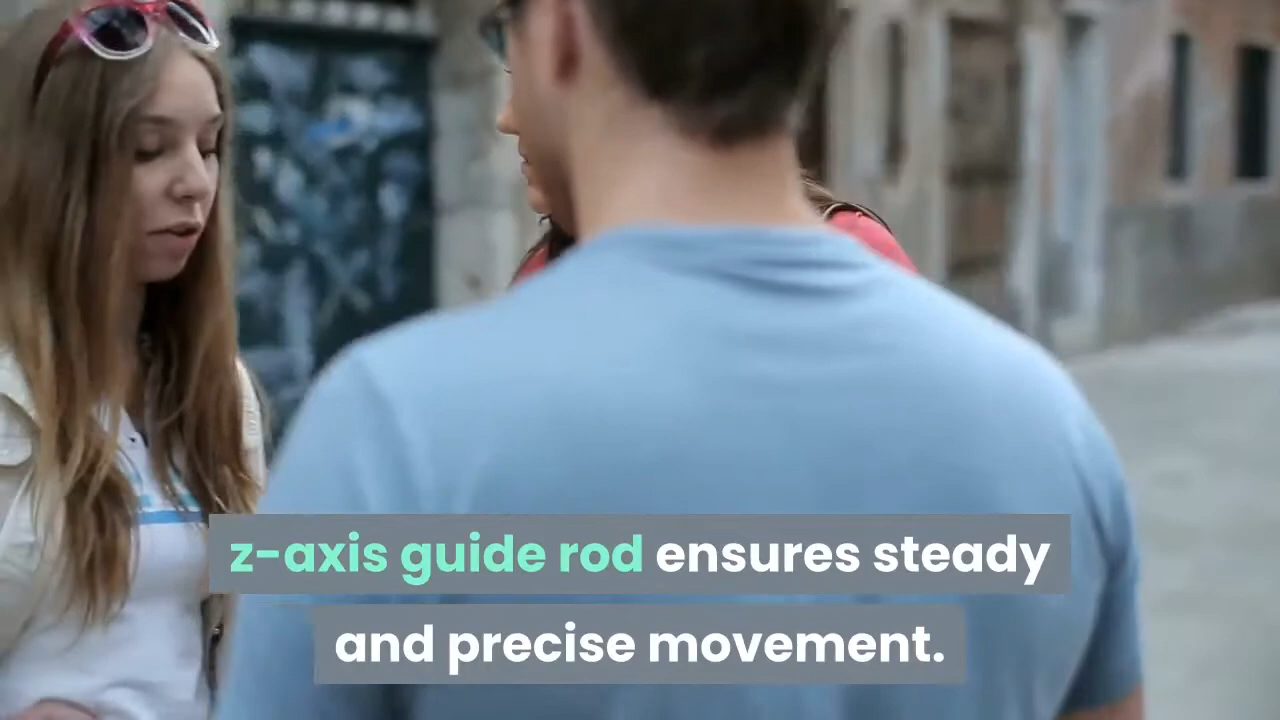 z-axis guide rod ensures steady
and precise movement.